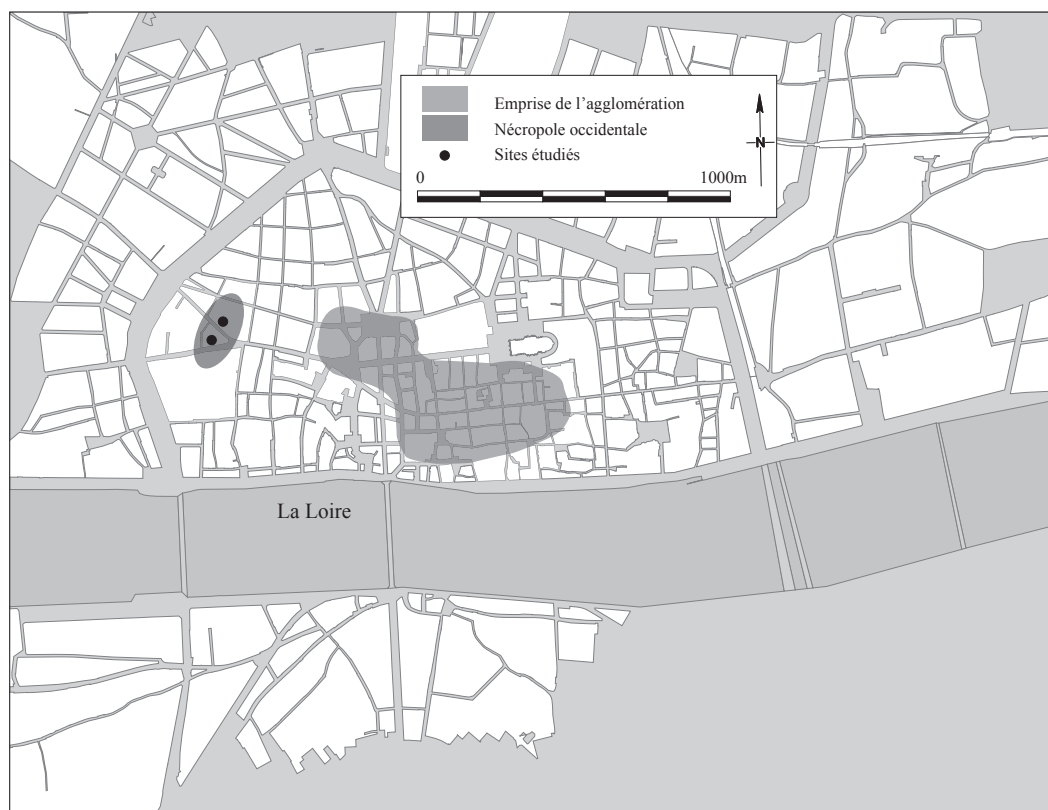 Emprise de l’agglomération
Nécropole occidentale
Sites étudiés
N
0 1000m
La Loire